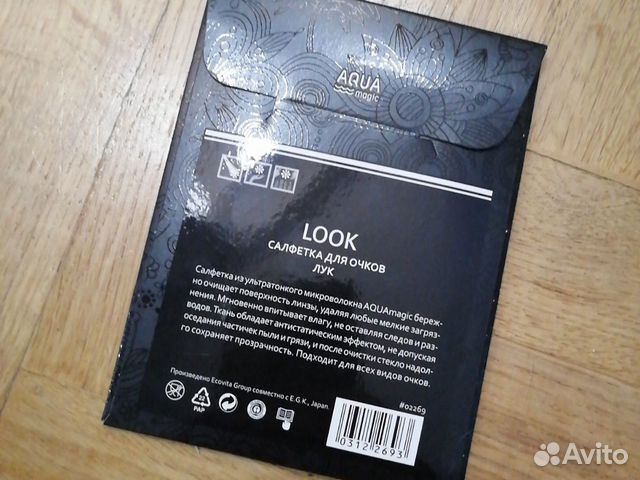 AQUA
magic
LOOK
САЛФЕТКА ДЛЯ ОЧКОВ
ЛУК
Салфетка из ультратонкого микроволокна AQUAmagic береж-
но очищает поверхность линзы, удаляя любые мелкие загряз-
нения. Мгновенно впитывает влагу, не оставляя следов и раз-
водов. Ткань обладает антистатическим эффектом, не допуская
оседания частичек пыли и грязи, и после очистки стекло надол-
го сохраняет прозрачность. Подходит для всех видов очков.
Произведено Ecovita Group совместно с E.G.K., Japan.
#02269
22
PAP
03122693
Avito